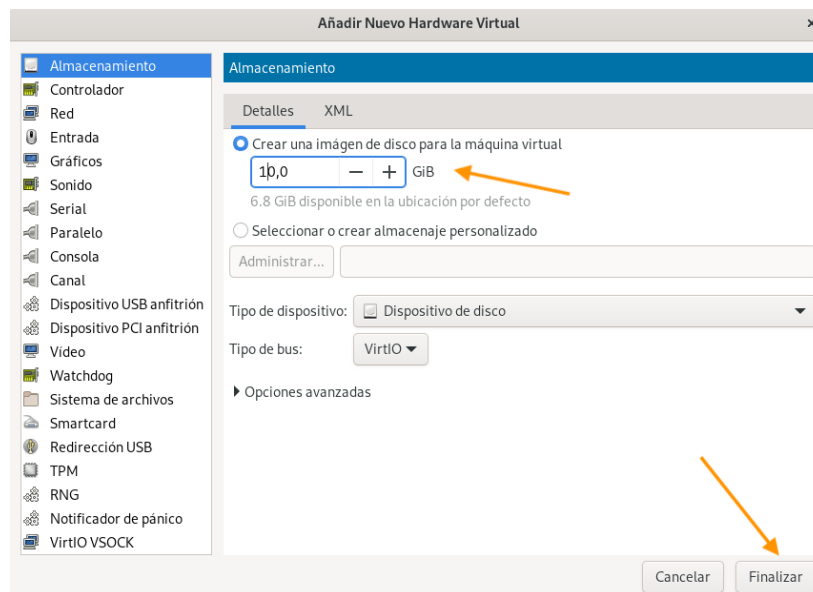 Añadir Nuevo Hardware Virtual
Almacenamiento
Controlador
Red
Entrada
Gráficos
Sonido
Serial
Paralelo
Consola
Canal
Dispositivo USB anfitrión
Dispositivo PCI anfitrión
Vídeo
Watchdog
Sistema de archivos
Smartcard
Redirección USB
TPM
RNG
Notificador de pánico
VirtIO VSOCK
Almacenamiento
Detalles XML
Crear una imágen de disco para la máquina virtual
10,0 GiB
6.8 GiB disponible en la ubicación por defecto
Seleccionar o crear almacenaje personalizado
Administrar...
Tipo de dispositivo: Dispositivo de disco
Tipo de bus: VirtIO
Opciones avanzadas
Cancelar Finalizar